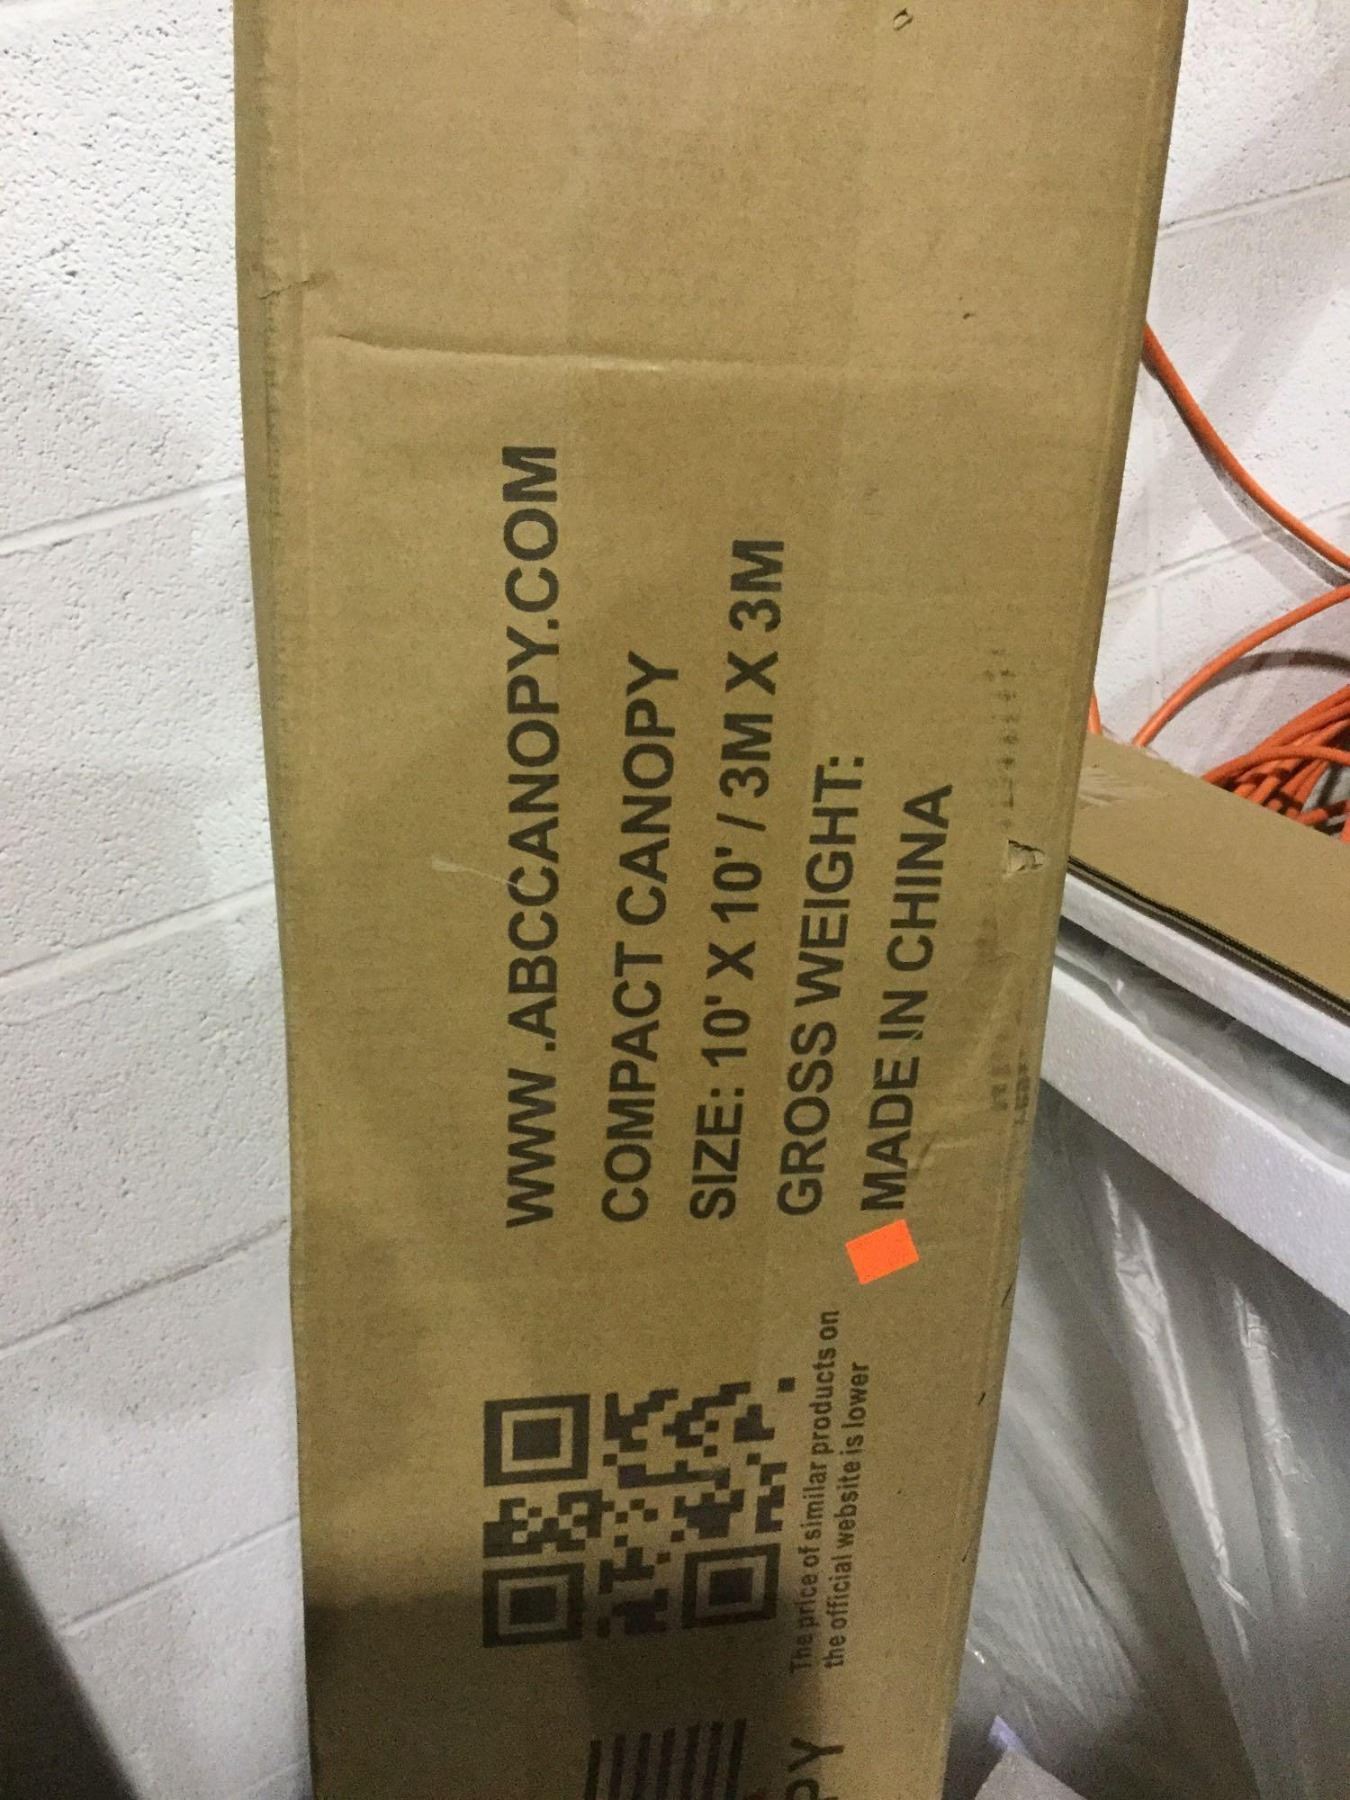 WWW.ABCCANOPY.COM
COMPACT CANOPY
SIZE: 10' X 10' / 3M X 3M
GROSS WEIGHT:
MADE IN CHINA
The price of similar products on
the official website is lower
PY